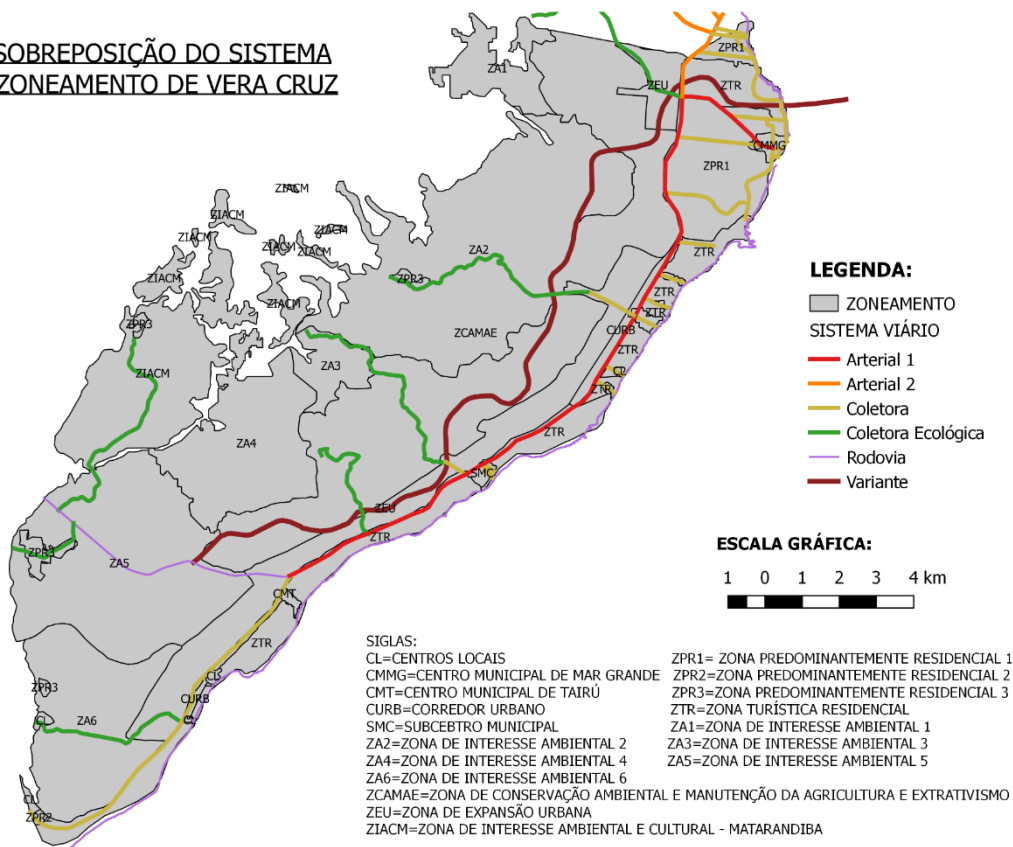 SOBREPOSIÇÃO DO SISTEMA
ZONEAMENTO DE VERA CRUZ
ZPR1
ZA1
ZEU
ZTR
CMMG
ZPR1
ZIACM
ZIACM
ZIACM
ZIACM
ZIACM
ZIACM
ZA2
ZTR
ZIACM
ZPR3
ZTR
ZIACM
ZTR
ZPR3
CURB
ZCAMAE
ZTR
ZA3
CL
ZIACM
ZTR
ZTR
ZA4
SMC
ZEU
ZTR
ZPR3
ZA5
CMT
ZTR
CL
ZPR3
CURB
CL
ZA6
CL
CL
ZPR2
LEGENDA:
ZONEAMENTO
SISTEMA VIÁRIO
Arterial 1
Arterial 2
Coletora
Coletora Ecológica
Rodovia
Variante
ESCALA GRÁFICA:
1 0 1 2 3 4 km
SIGLAS:
CL=CENTROS LOCAIS
CMMG=CENTRO MUNICIPAL DE MAR GRANDE
CMT=CENTRO MUNICIPAL DE TAIRÚ
CURB=CORREDOR URBANO
SMC=SUBCEBTRO MUNICIPAL
ZA2=ZONA DE INTERESSE AMBIENTAL 2
ZA4=ZONA DE INTERESSE AMBIENTAL 4
ZA6=ZONA DE INTERESSE AMBIENTAL 6
ZCAMAE=ZONA DE CONSERVAÇÃO AMBIENTAL E MANUTENÇÃO DA AGRICULTURA E EXTRATIVISMO
ZEU=ZONA DE EXPANSÃO URBANA
ZIACM=ZONA DE INTERESSE AMBIENTAL E CULTURAL - MATARANDIBA
ZPR1= ZONA PREDOMINANTEMENTE RESIDENCIAL 1
ZPR2=ZONA PREDOMINANTEMENTE RESIDENCIAL 2
ZPR3=ZONA PREDOMINANTEMENTE RESIDENCIAL 3
ZTR=ZONA TURÍSTICA RESIDENCIAL
ZA1=ZONA DE INTERESSE AMBIENTAL 1
ZA3=ZONA DE INTERESSE AMBIENTAL 3
ZA5=ZONA DE INTERESSE AMBIENTAL 5